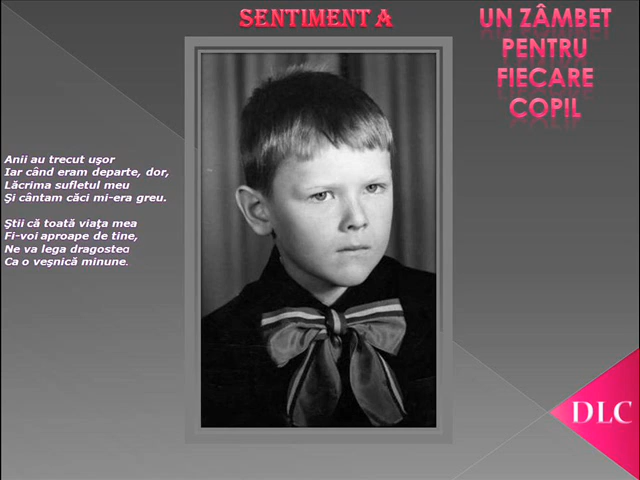 SENTIMENT A
UN ZÂMBET
PENTRU
FIECARE
COPIL
Anii au trecut uşor
Iar când eram departe, dor,
Lăcrima sufletul meu
Şi cântam căci mi-era greu.
Ştii că toată viaţa mea
Fi-voi aproape de tine,
Ne va lega dragostea
Ca o veşnică minune.
DLC